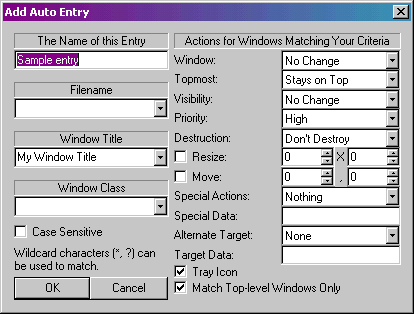 Add Auto Entry
The Name of this Entry
Sample entry
Filename
Window Title
My Window Title
Window Class
Case Sensitive
Wildcard characters (*, ?) can
be used to match.
OK Cancel
Actions for Windows Matching Your Criteria
Window: No Change
Topmost: Stays on Top
Visibility: No Change
Priority: High
Destruction: Don't Destroy
Resize: 0 X 0
Move: 0 , 0
Special Actions: Nothing
Special Data:
Alternate Target: None
Target Data:
Tray Icon
Match Top-level Windows Only